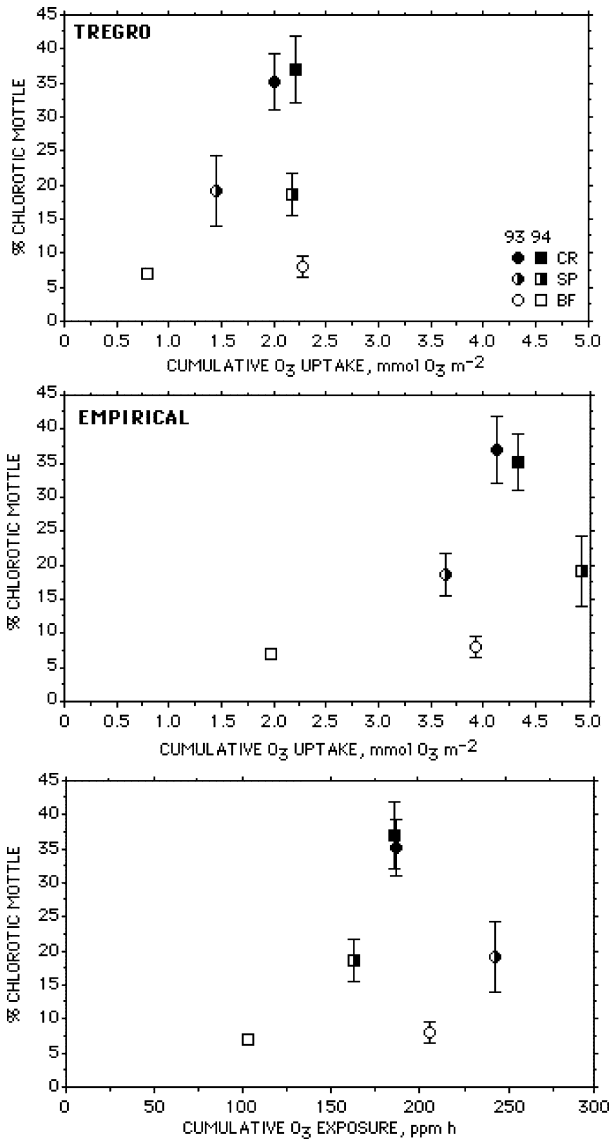 45
TREGRO
40
35
30
25
20
15
10
5
0
% CHLOROTIC MOTTLE
93 94
CR
SP
BF
0 0.5 1.0 1.5 2.0 2.5 3.0 3.5 4.0 4.5 5.0
CUMULATIVE O3 UPTAKE, mmol O3 m-2
45
EMPIRICAL
40
35
30
25
20
15
10
5
0
% CHLOROTIC MOTTLE
0 0.5 1.0 1.5 2.0 2.5 3.0 3.5 4.0 4.5 5.0
CUMULATIVE O3 UPTAKE, mmol O3 m-2
45
40
35
30
25
20
15
10
5
0
% CHLOROTIC MOTTLE
0 50 100 150 200 250 300
CUMULATIVE O3 EXPOSURE, ppm h